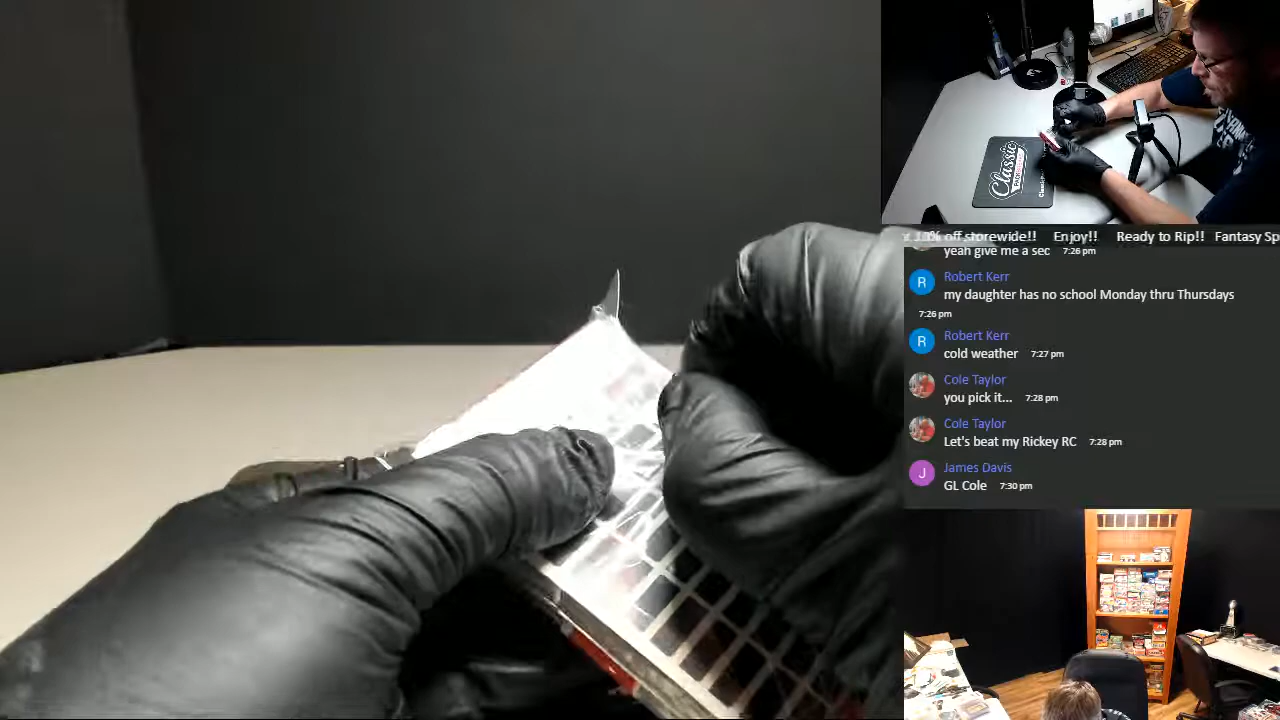 Classic
10% off storewide!! Enjoy!! Ready to Rip!! Fantasy Sp
yeah give me a sec 7:26 pm
R Robert Kerr
my daughter has no school Monday thru Thursdays
7:26 pm
R Robert Kerr
cold weather 7:27 pm
Cole Taylor
you pick it... 7:28 pm
Cole Taylor
Let's beat my Rickey RC 7:28 pm
J James Davis
GL Cole 7:30 pm